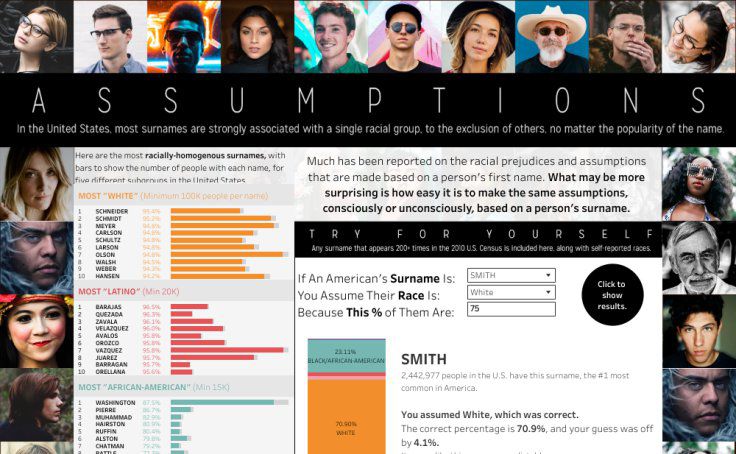 ASSUMPTIONS
In the United States, most surnames are strongly associated with a single racial group, to the exclusion of others, no matter the popularity of the name.
Here are the most racially-homogenous surnames, with
bars to show the number of people with each name, for
five different subgroups in the United States
MOST "WHITE" (Minimum 100K people per name)
1 SCHNEIDER 95.4%
2 SCHMIDT 95.2%
3 MEYER 94.8%
4 CARLSON 94.6%
5 SCHULTZ 94.8%
6 LARSON 94.8%
7 OLSON 94.6%
8 WALSH 94.5%
9 WEBER 94.3%
10 HANSEN 94.2%
MOST "LATINO" (Min 20K)
1 BARAJAS 96.5%
2 QUEZADA 96.3%
3 ZAVALA 96.1%
4 VELAZQUEZ 96.0%
5 AVALOS 95.8%
6 OROZCO 95.8%
7 VAZQUEZ 95.8%
8 JUAREZ 95.7%
9 BARRAGAN 95.7%
10 ORELLANA 95.6%
MOST "AFRICAN-AMERICAN" (Min 15K)
1 WASHINGTON 87.5%
2 PIERRE 86.7%
3 MUHAMMAD 82.9%
4 HAIRSTON 80.9%
5 RUFFIN 80.4%
6 ALSTON 79.8%
7 CHATMAN 79.2%
8 BATTLE
Much has been reported on the racial prejudices and assumptions
that are made based on a person's first name. What may be more
surprising is how easy it is to make the same assumptions,
consciously or unconsciously, based on a person's surname.
TRY FOR YOURSELF
Any surname that appears 200+ times in the 2010 U.S. Census is included here, along with self-reported races.
If An American's Surname Is: SMITH
You Assume Their Race Is: White
Because This % of Them Are: 75
Click to
show
results.
23.11%
BLACK/AFRICAN-AMERICAN
70.90%
WHITE
SMITH
2,442,977 people in the U.S. have this surname, the #1 most
common in America.
You assumed White, which was correct.
The correct percentage is 70.9%, and your guess was off
by 4.1%.